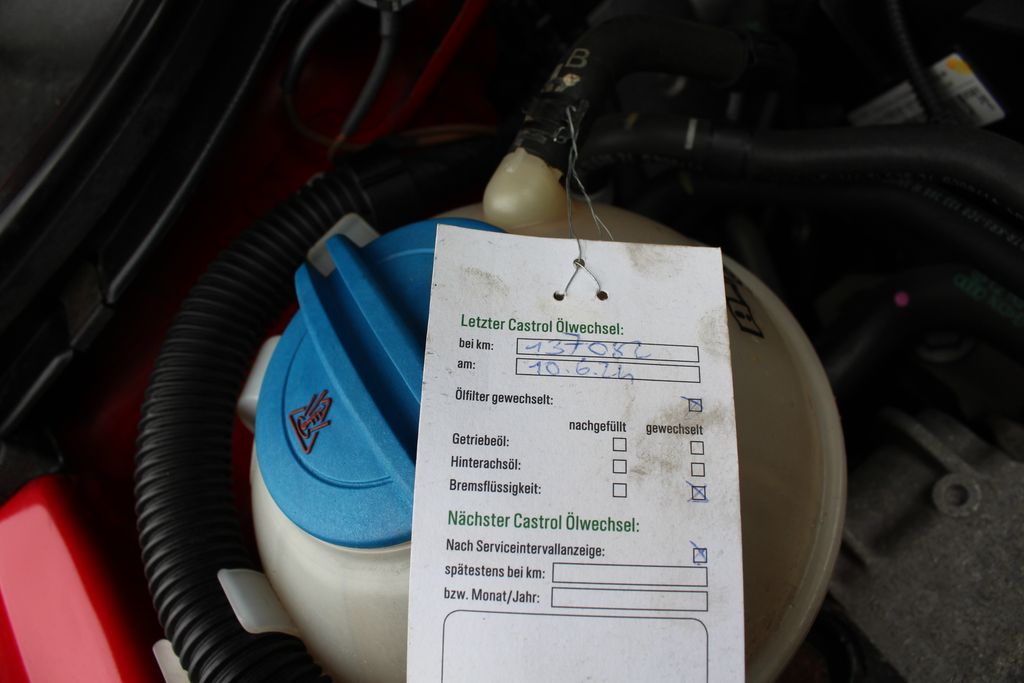 B
Letzter Castrol Ölwechsel:
bei km: 137082
am: 10.6.24
Ölfilter gewechselt:
nachgefüllt gewechselt
Getriebeöl:
Hinterachsöl:
Bremsflüssigkeit:
Nächster Castrol Ölwechsel:
Nach Serviceintervallanzeige:
spätestens bei km:
bzw. Monat/Jahr: